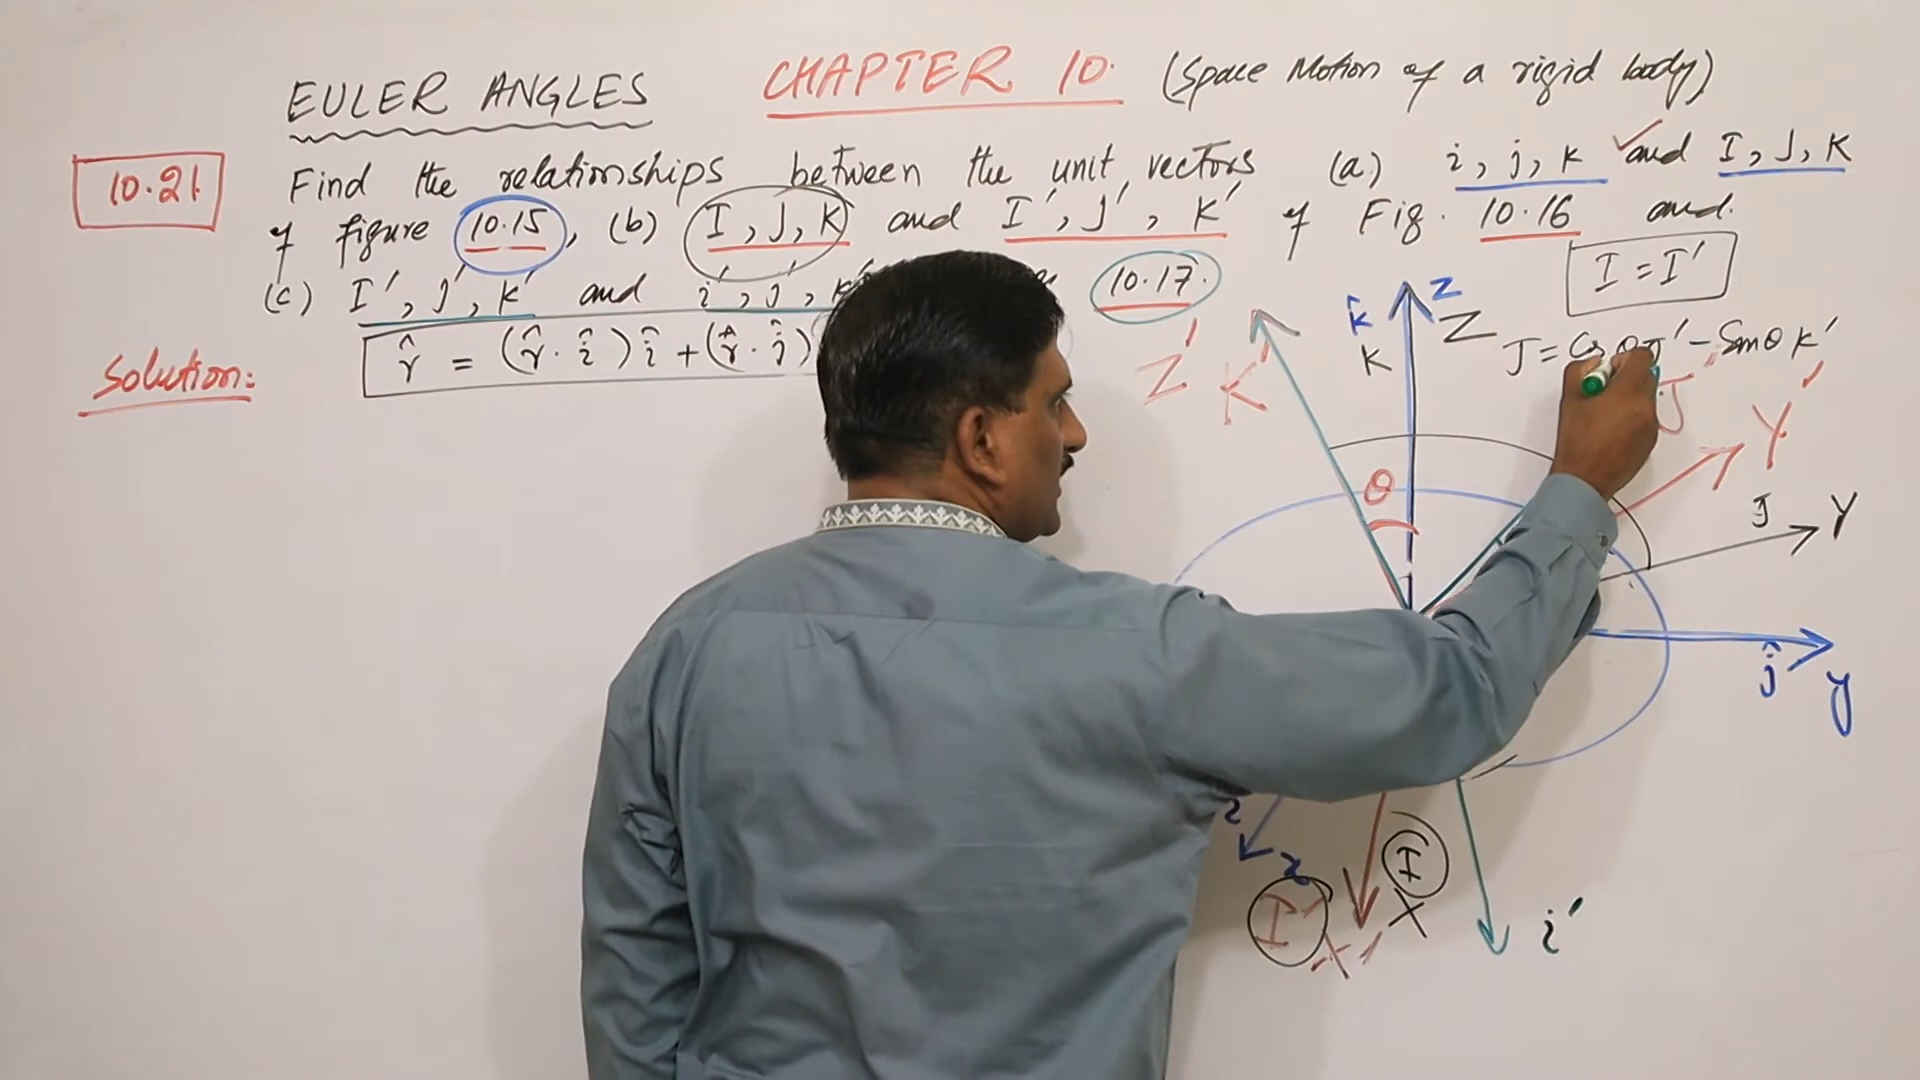 EULER ANGLES CHAPTER 10. (Space Motion of a rigid body)
10.21 Find the relationships between the unit vectors (a) i, j, k and I, J, K
of figure 10.15, (b) I, J, K and I', J', K' of Fig. 10.16 and.
(c) I', J', K' and i', j', k' 10.17.
I = I'
Solution:
r̂ = (r̂ · î) î + (r̂ · ĵ)
J = Cos θ J' - Sin θ K'
Z' K'
k̂ z
K Z
J'
Y'
θ
J Y
ĵ
y
i
x
I
X
I'
X'
i'